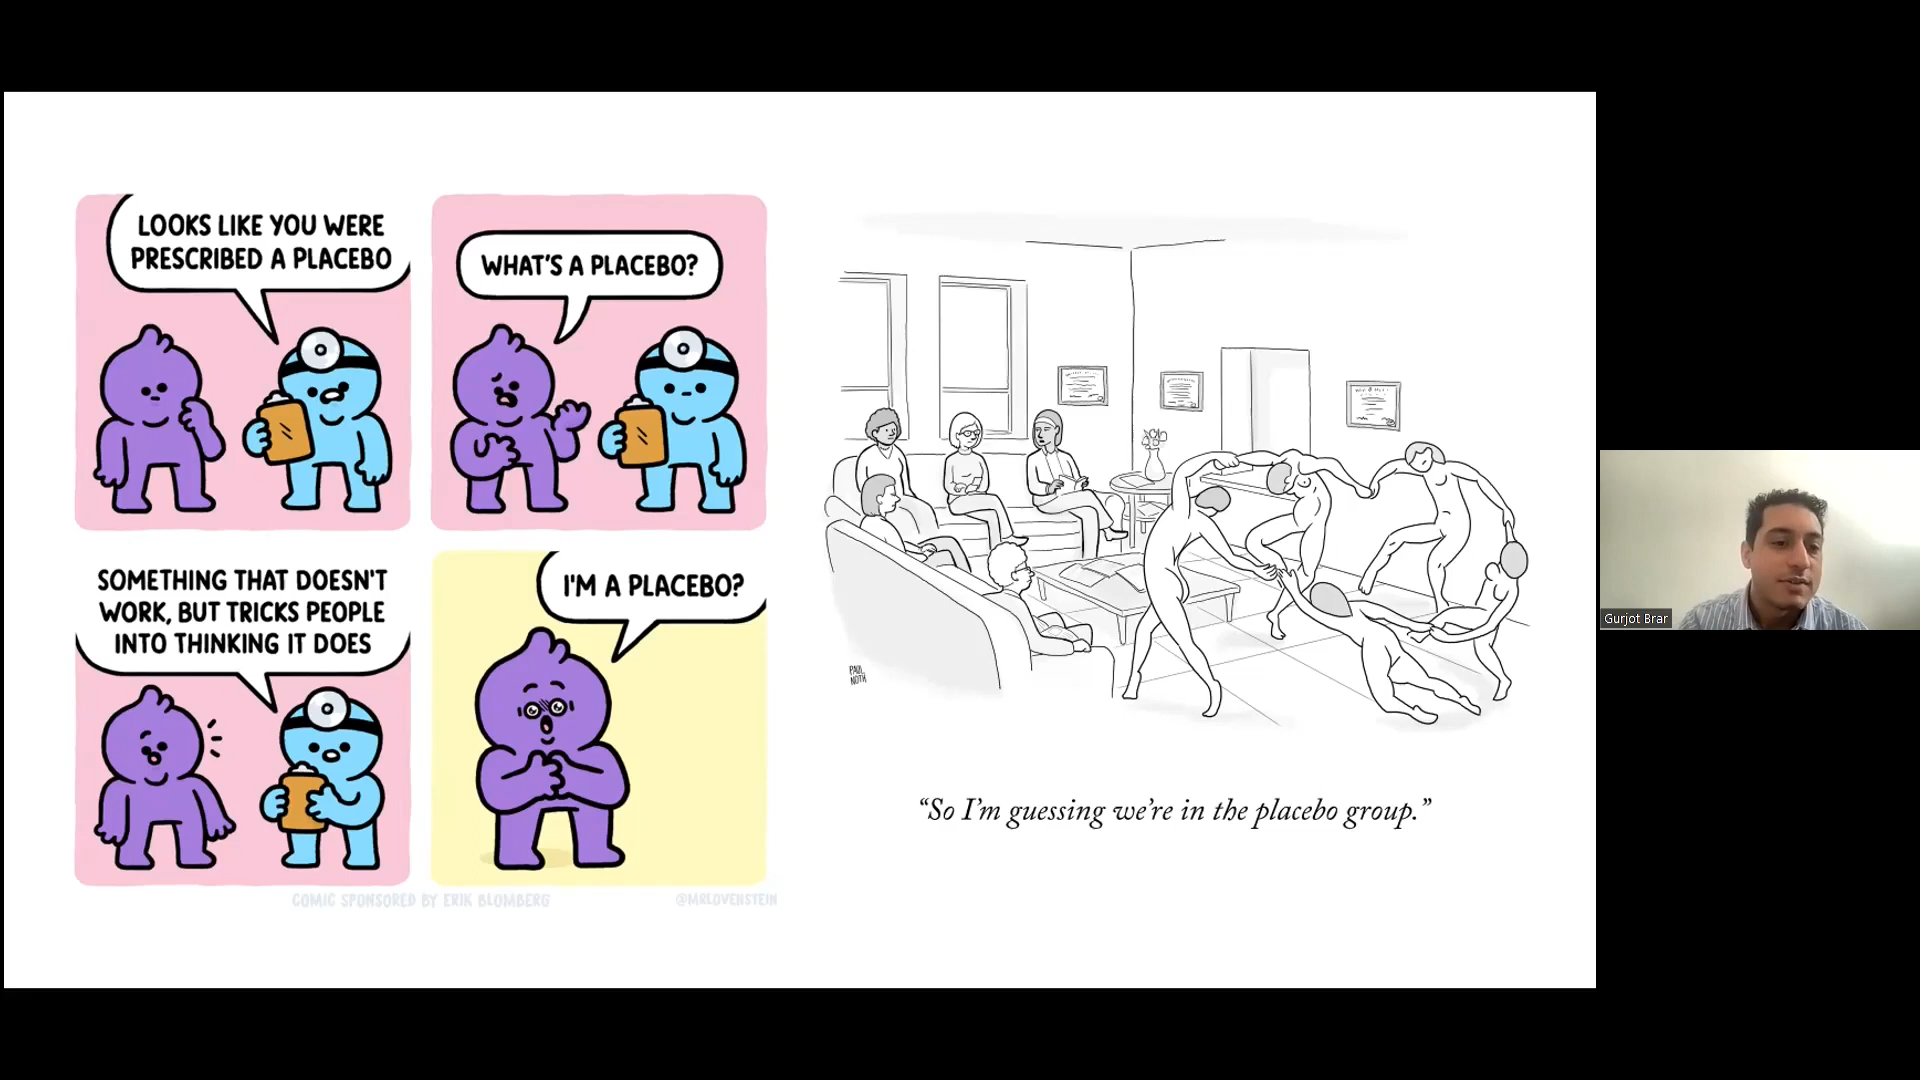 LOOKS LIKE YOU WERE
PRESCRIBED A PLACEBO
WHAT'S A PLACEBO?
SOMETHING THAT DOESN'T
WORK, BUT TRICKS PEOPLE
INTO THINKING IT DOES
I'M A PLACEBO?
COMIC SPONSORED BY ERIK BLOMBERG
@MRLOVENSTEIN
PAUL
NOTH
“So I’m guessing we’re in the placebo group.”
Gurjot Brar